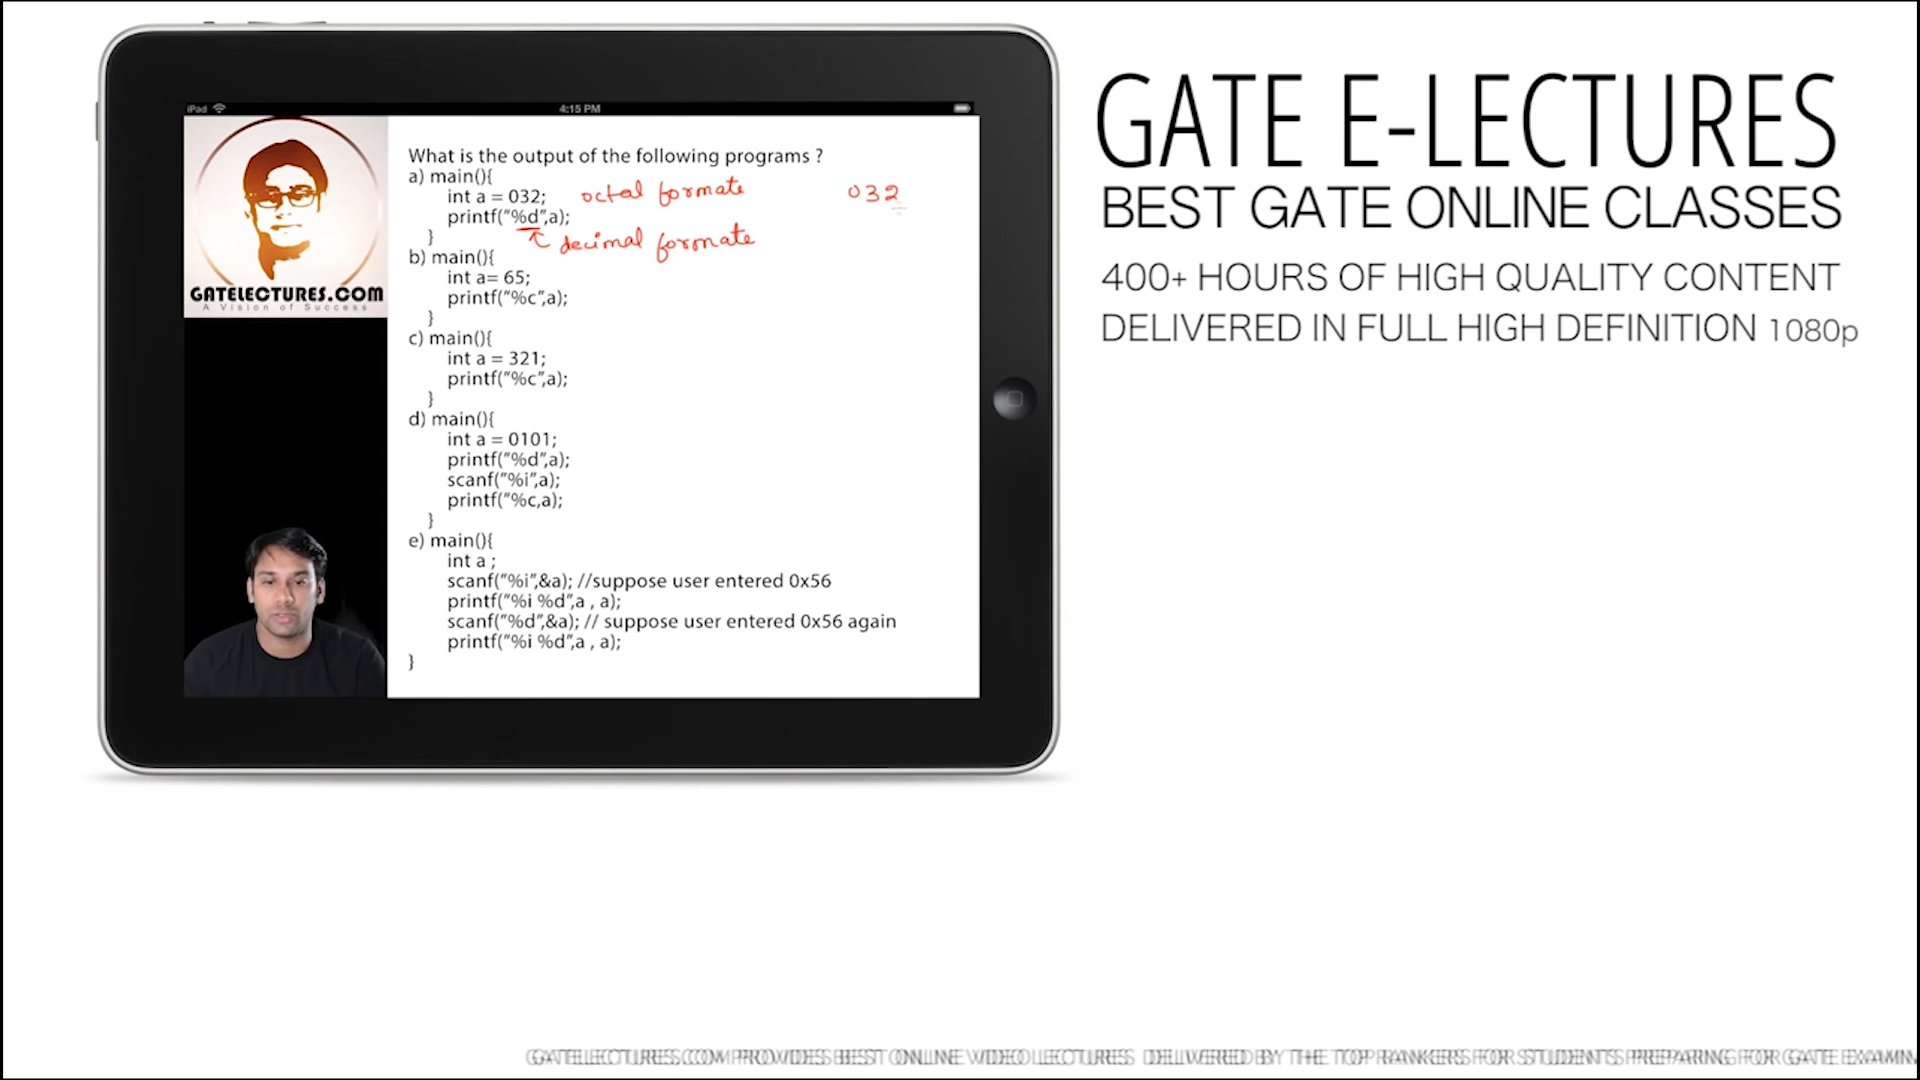 iPad
4:15 PM
GATELECTURES.COM
A Vision of Success
What is the output of the following programs ?
a) main(){
int a = 032; octal formate 032
printf("%d",a);
decimal formate
}
b) main(){
int a= 65;
printf("%c",a);
}
c) main(){
int a = 321;
printf("%c",a);
}
d) main(){
int a = 0101;
printf("%d",a);
scanf("%i",a);
printf("%c,a);
}
e) main(){
int a ;
scanf("%i",&a); //suppose user entered 0x56
printf("%i %d",a , a);
scanf("%d",&a); // suppose user entered 0x56 again
printf("%i %d",a , a);
}
GATE E-LECTURES
BEST GATE ONLINE CLASSES
400+ HOURS OF HIGH QUALITY CONTENT
DELIVERED IN FULL HIGH DEFINITION 1080p
GATELECTURES.COM PROVIDES BEST ONLINE VIDEO LECTURES DELIVERED BY THE TOP RANKERS FOR STUDENTS PREPARING FOR GATE EXAMIN